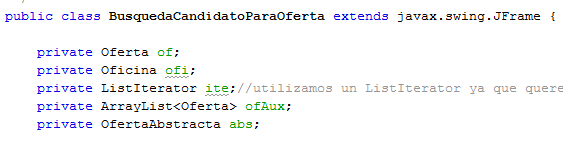 public class BusquedaCandidatoParaOferta extends javax.swing.JFrame {
private Oferta of;
private Oficina ofi;
private ListIterator ite;//utilizamos un ListIterator ya que quere
private ArrayList<Oferta> ofAux;
private OfertaAbstracta abs;